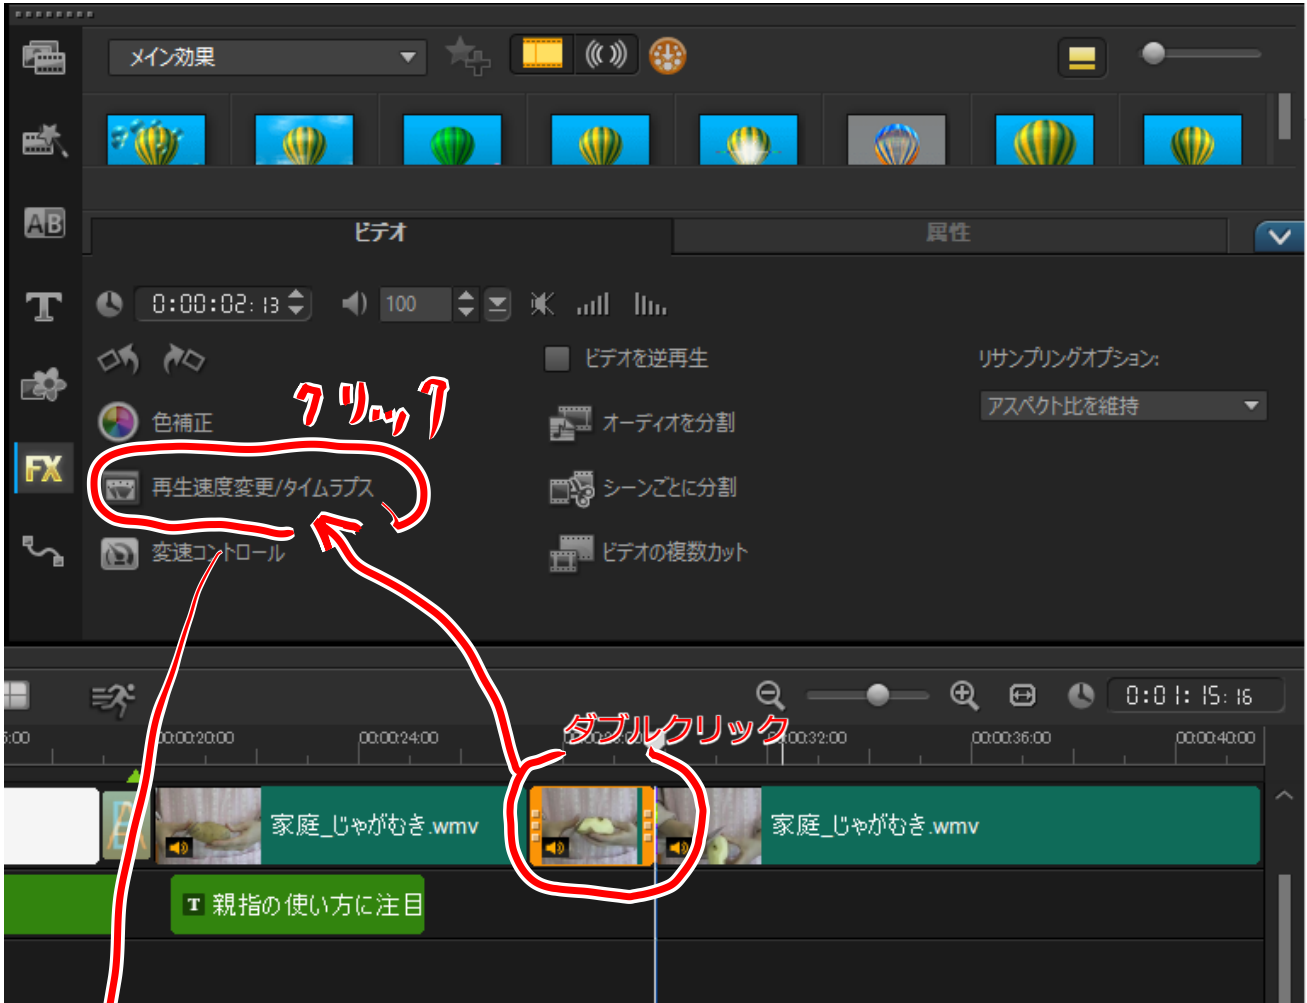 メイン効果
AB
ビデオ
属性
T
0:00:02:13
100
ビデオを逆再生
リサンプリングオプション:
クリック
アスペクト比を維持
色補正
オーディオを分割
FX
再生速度変更/タイムラプス
シーンごとに分割
変速コントロール
ビデオの複数カット
0:01:15:16
ダブルクリック
5:00
00:00:20:00
00:00:24:00
00:00:32:00
00:00:36:00
00:00:40:00
家庭_じゃがむき.wmv
家庭_じゃがむき.wmv
T 親指の使い方に注目